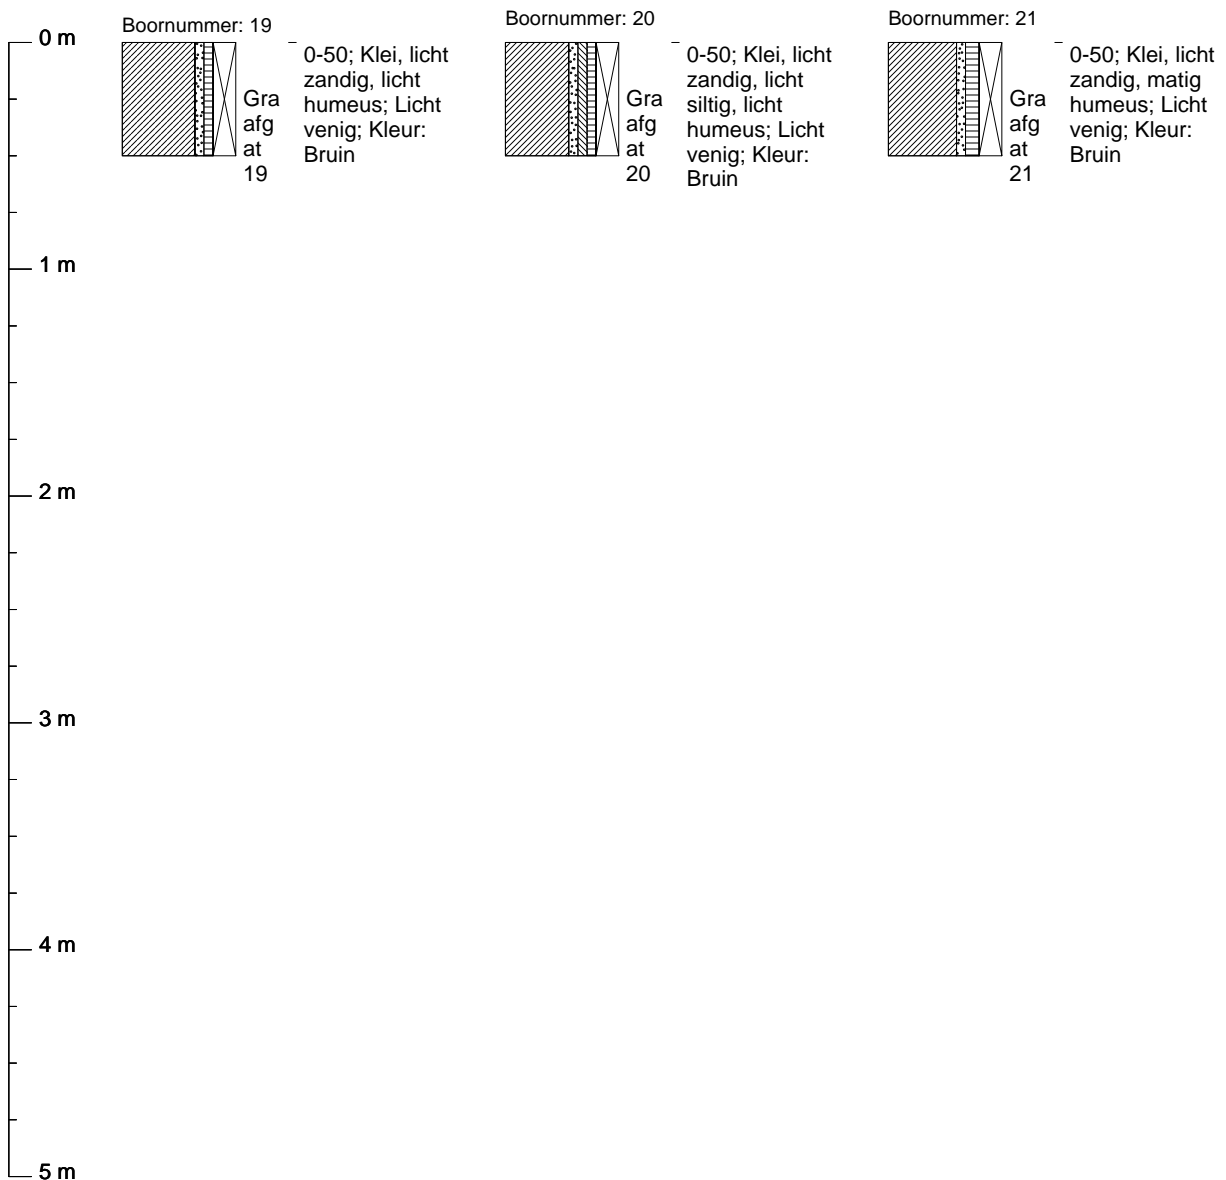 Boornummer: 19
Boornummer: 20
Boornummer: 21
0 m
Gra
afg
at
19
0-50; Klei, licht
zandig, licht
humeus; Licht
venig; Kleur:
Bruin
Gra
afg
at
20
0-50; Klei, licht
zandig, licht
siltig, licht
humeus; Licht
venig; Kleur:
Bruin
Gra
afg
at
21
0-50; Klei, licht
zandig, matig
humeus; Licht
venig; Kleur:
Bruin
1 m
2 m
3 m
4 m
5 m